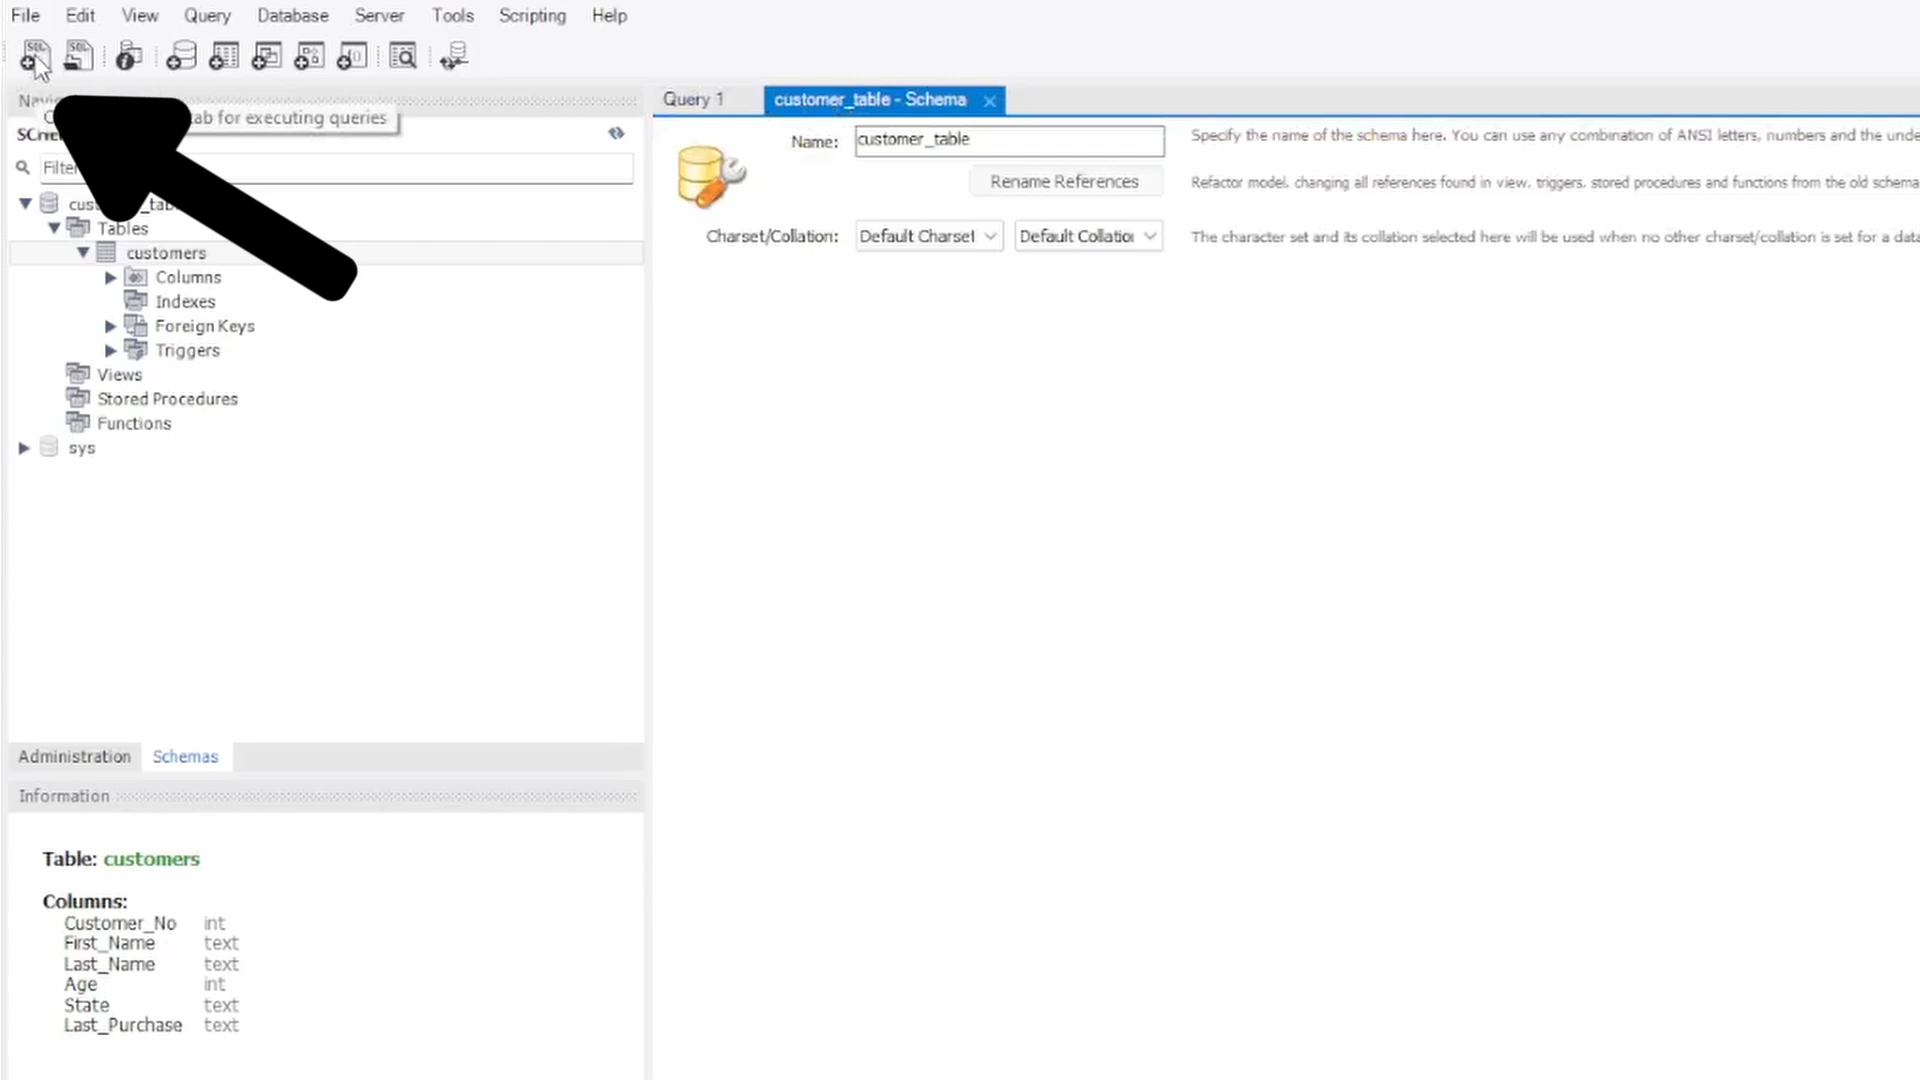 File Edit View Query Database Server Tools Scripting Help
SQL SQL
tab for executing queries
Filter
Tables
customers
Columns
Indexes
Foreign Keys
Triggers
Views
Stored Procedures
Functions
sys
Administration Schemas
Information
Table: customers
Columns:
Customer_No int
First_Name text
Last_Name text
Age int
State text
Last_Purchase text
Query 1 customer_table - Schema
Name: customer_table Specify the name of the schema here. You can use any combination of ANSI letters, numbers and the unde
Rename References Refactor model, changing all references found in view, triggers, stored procedures and functions from the old schema
Charset/Collation: Default Charset Default Collation The character set and its collation selected here will be used when no other charset/collation is set for a data